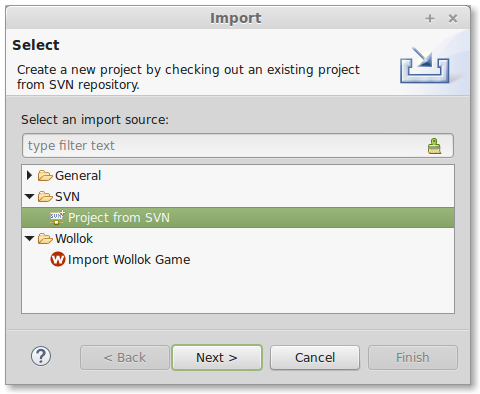 Import
Select
Create a new project by checking out an existing project
from SVN repository.
Select an import source:
type filter text
General
SVN
SVN Project from SVN
Wollok
W Import Wollok Game
? < Back Next > Cancel Finish